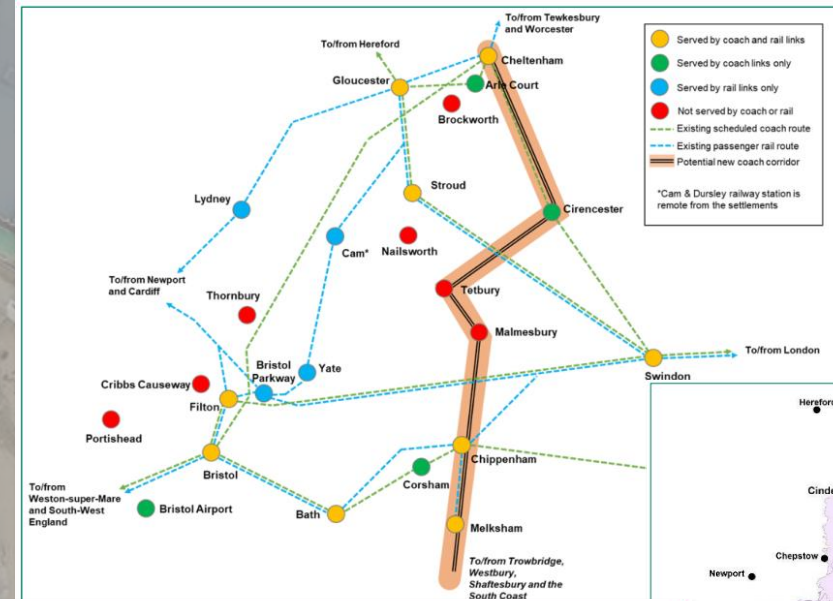 To/from Tewkesbury
and Worcester
To/from Hereford
Cheltenham
Gloucester
Arle Court
Brockworth
Stroud
Lydney
Cirencester
Cam*
Nailsworth
To/from Newport
and Cardiff
Tetbury
Thornbury
Malmesbury
To/from London
Bristol
Parkway
Yate
Swindon
Cribbs Causeway
Filton
Portishead
Bristol
Chippenham
Corsham
To/from
Weston-super-Mare
and South-West
England
Bristol Airport
Bath
Melksham
To/from Trowbridge,
Westbury,
Shaftesbury and the
South Coast
Served by coach and rail links
Served by coach links only
Served by rail links only
Not served by coach or rail
Existing scheduled coach route
Existing passenger rail route
Potential new coach corridor
*Cam & Dursley railway station is
remote from the settlements
Hereford
Chepstow
Newport